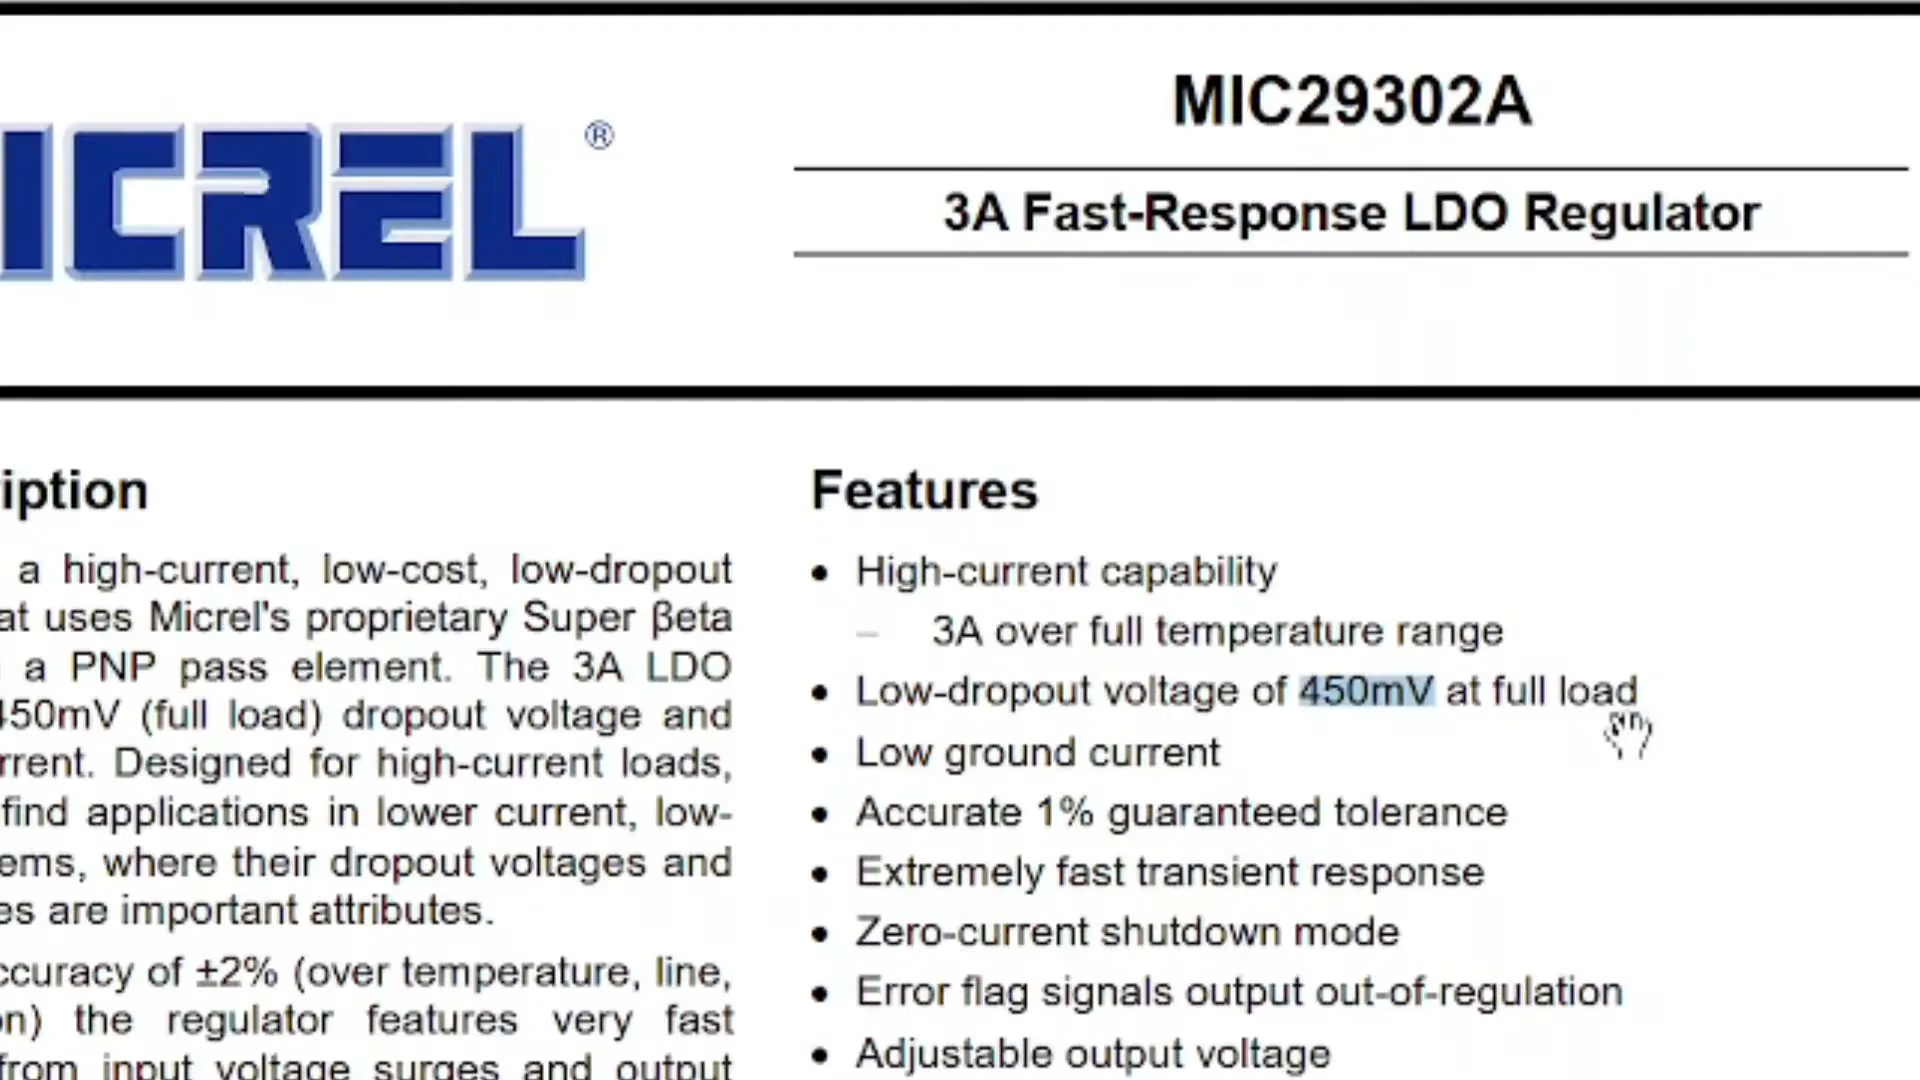 MICREL®
MIC29302A
3A Fast-Response LDO Regulator
iption
a high-current, low-cost, low-dropout
at uses Micrel's proprietary Super βeta
a PNP pass element. The 3A LDO
450mV (full load) dropout voltage and
rrent. Designed for high-current loads,
find applications in lower current, low-
ems, where their dropout voltages and
es are important attributes.
ccuracy of ±2% (over temperature, line,
on) the regulator features very fast
from input voltage surges and output
Features
• High-current capability
– 3A over full temperature range
• Low-dropout voltage of 450mV at full load
• Low ground current
• Accurate 1% guaranteed tolerance
• Extremely fast transient response
• Zero-current shutdown mode
• Error flag signals output out-of-regulation
• Adjustable output voltage